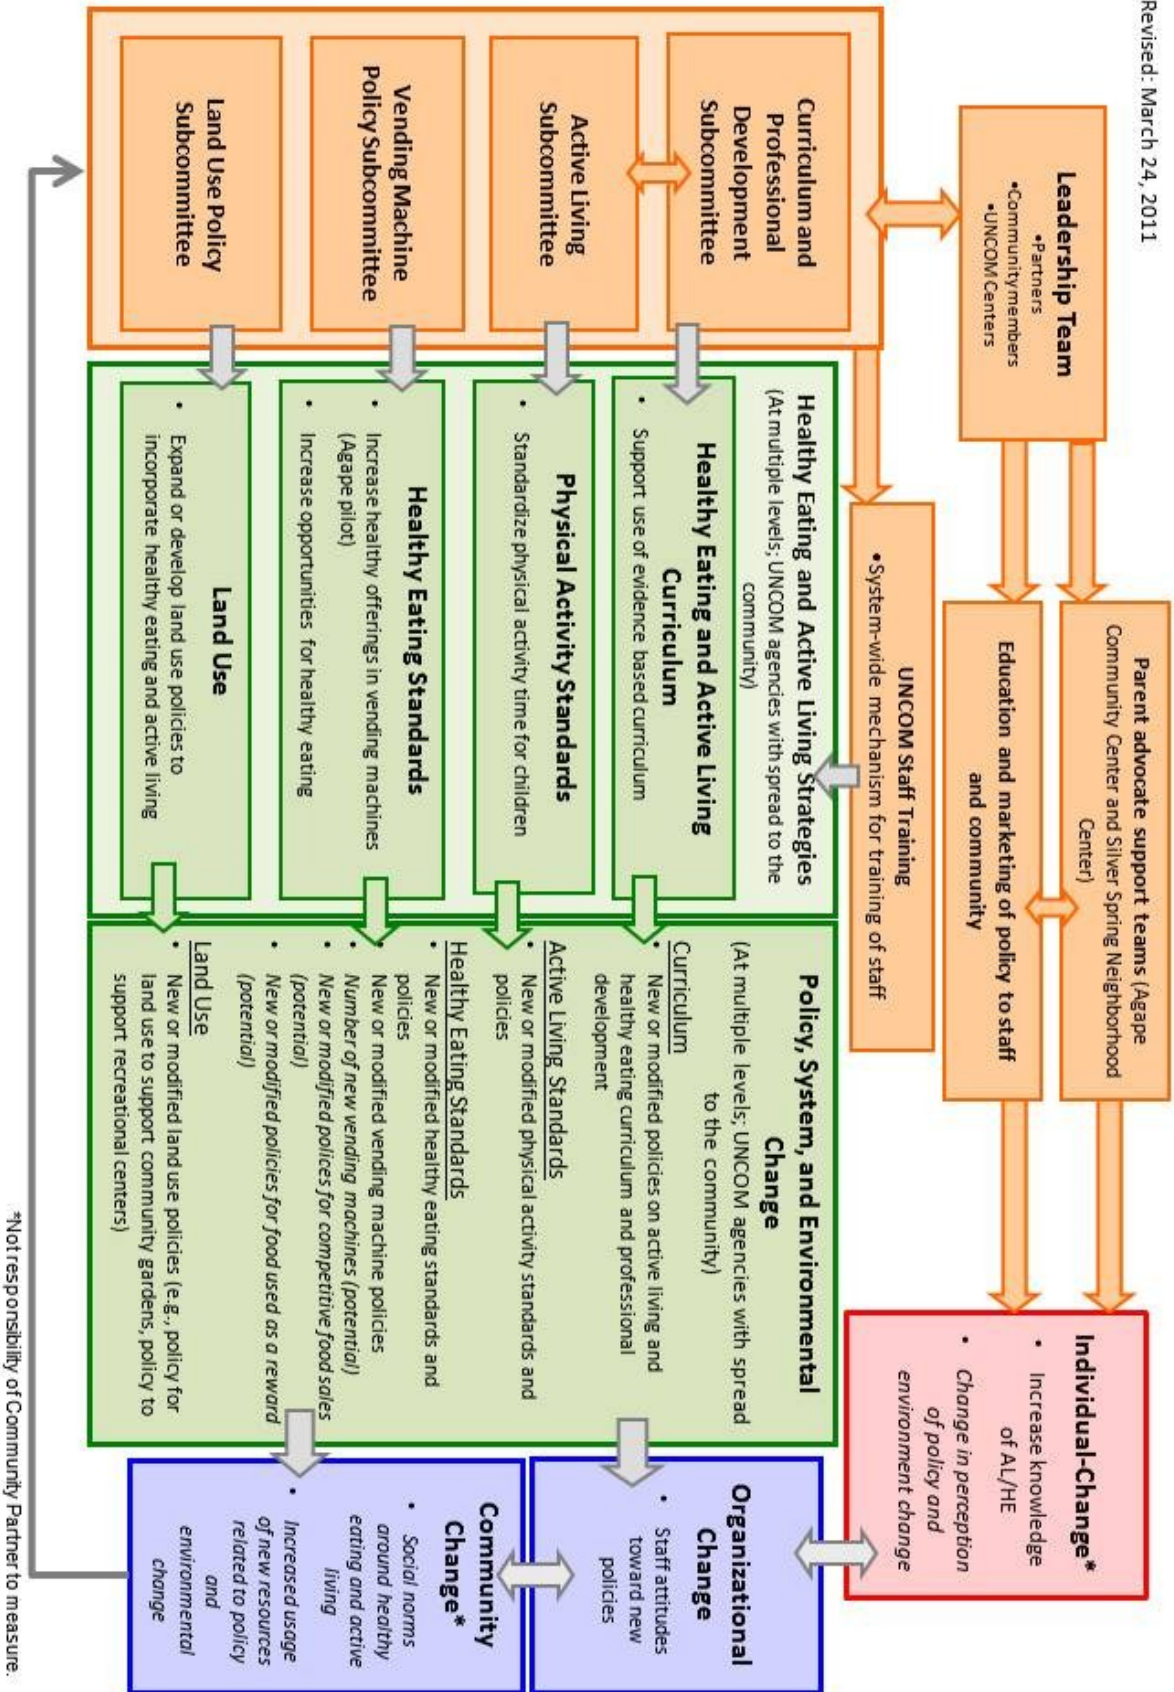 Revised: March 24, 2011
Leadership Team
•Partners
•Community members
•UNCOM Centers
Parent advocate support teams (Agape
Community Center and Silver Spring Neighborhood
Center)
Education and marketing of policy to staff
and community
UNCOM Staff Training
•System-wide mechanism for training of staff
Individual-Change*
• Increase knowledge
of AL/HE
• Change in perception
of policy and
environment change
Curriculum and
Professional
Development
Subcommittee
Active Living
Subcommittee
Vending Machine
Policy Subcommittee
Land Use Policy
Subcommittee
Healthy Eating and Active Living Strategies
(At multiple levels; UNCOM agencies with spread to the
community)
Healthy Eating and Active Living
Curriculum
• Support use of evidence based curriculum
Physical Activity Standards
• Standardize physical activity time for children
Healthy Eating Standards
• Increase healthy offerings in vending machines
(Agape pilot)
• Increase opportunities for healthy eating
Land Use
• Expand or develop land use policies to
incorporate healthy eating and active living
Policy, System, and Environmental
Change
(At multiple levels; UNCOM agencies with spread
to the community)
Curriculum
• New or modified policies on active living and
healthy eating curriculum and professional
development
Active Living Standards
• New or modified physical activity standards and
policies
Healthy Eating Standards
• New or modified healthy eating standards and
policies
• New or modified vending machine policies
• Number of new vending machines (potential)
• New or modified polices for competitive food sales
(potential)
• New or modified policies for food used as a reward
(potential)
Land Use
• New or modified land use policies (e.g., policy for
land use to support community gardens, policy to
support recreational centers)
Organizational
Change
• Staff attitudes
toward new
policies
Community
Change*
• Social norms
around healthy
eating and active
living
• Increased usage
of new resources
related to policy
and
environmental
change
*Not responsibility of Community Partner to measure.